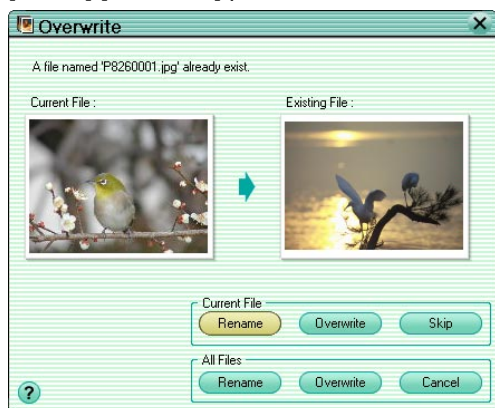 Overwrite
A file named 'P8260001.jpg' already exist.
Current File :
Existing File :
Current File
Rename Overwrite Skip
All Files
Rename Overwrite Cancel
?